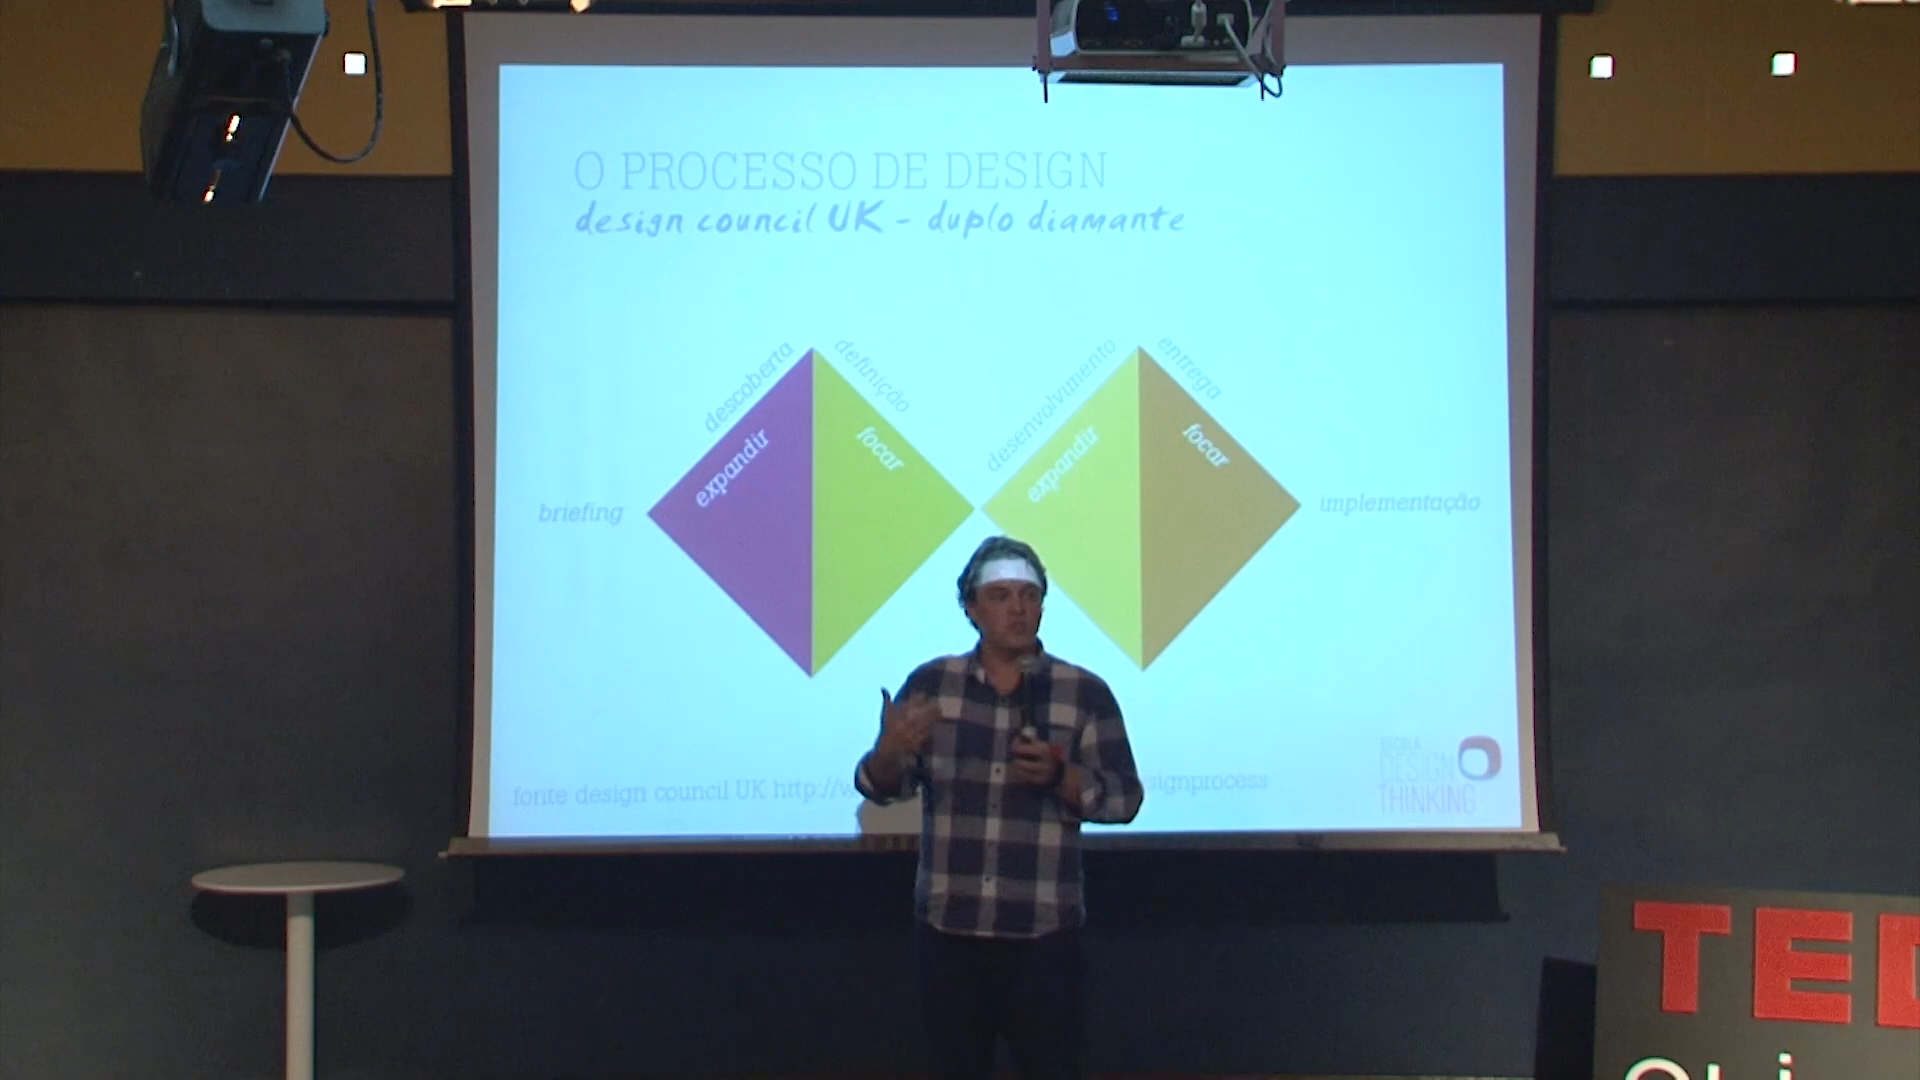 O PROCESSO DE DESIGN
design council UK - duplo diamante
descoberta
definição
desenvolvimento
entrega
expandir
focar
expandir
focar
briefing
implementação
fonte design council UK http://w
signprocess
ESCOLA
DESIGN
THINKING
TED